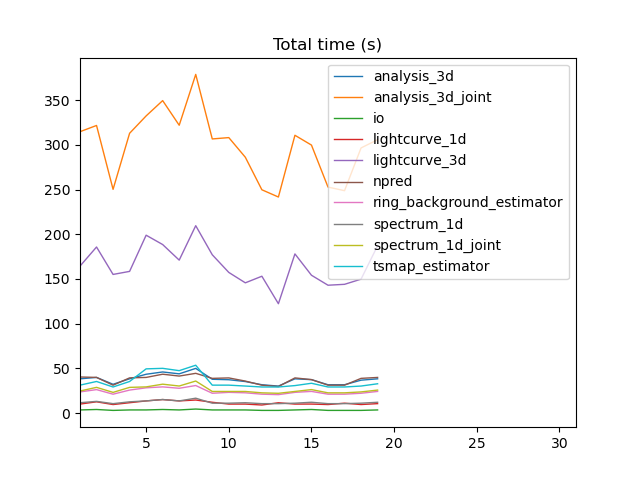 Total time (s)
analysis_3d
analysis_3d_joint
io
lightcurve_1d
lightcurve_3d
npred
ring_background_estimator
spectrum_1d
spectrum_1d_joint
tsmap_estimator
350
300
250
200
150
100
50
0
5 10 15 20 25 30